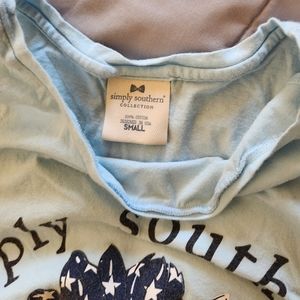 simply southern
COLLECTION
100% COTTON
DESIGNED IN USA
SMALL
ply south